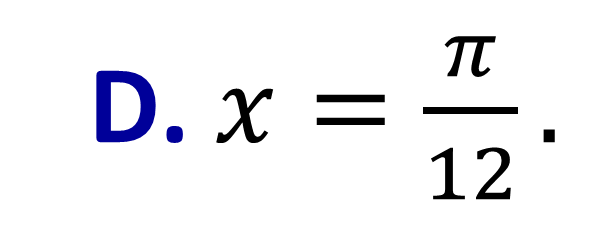 D. x = π/12.